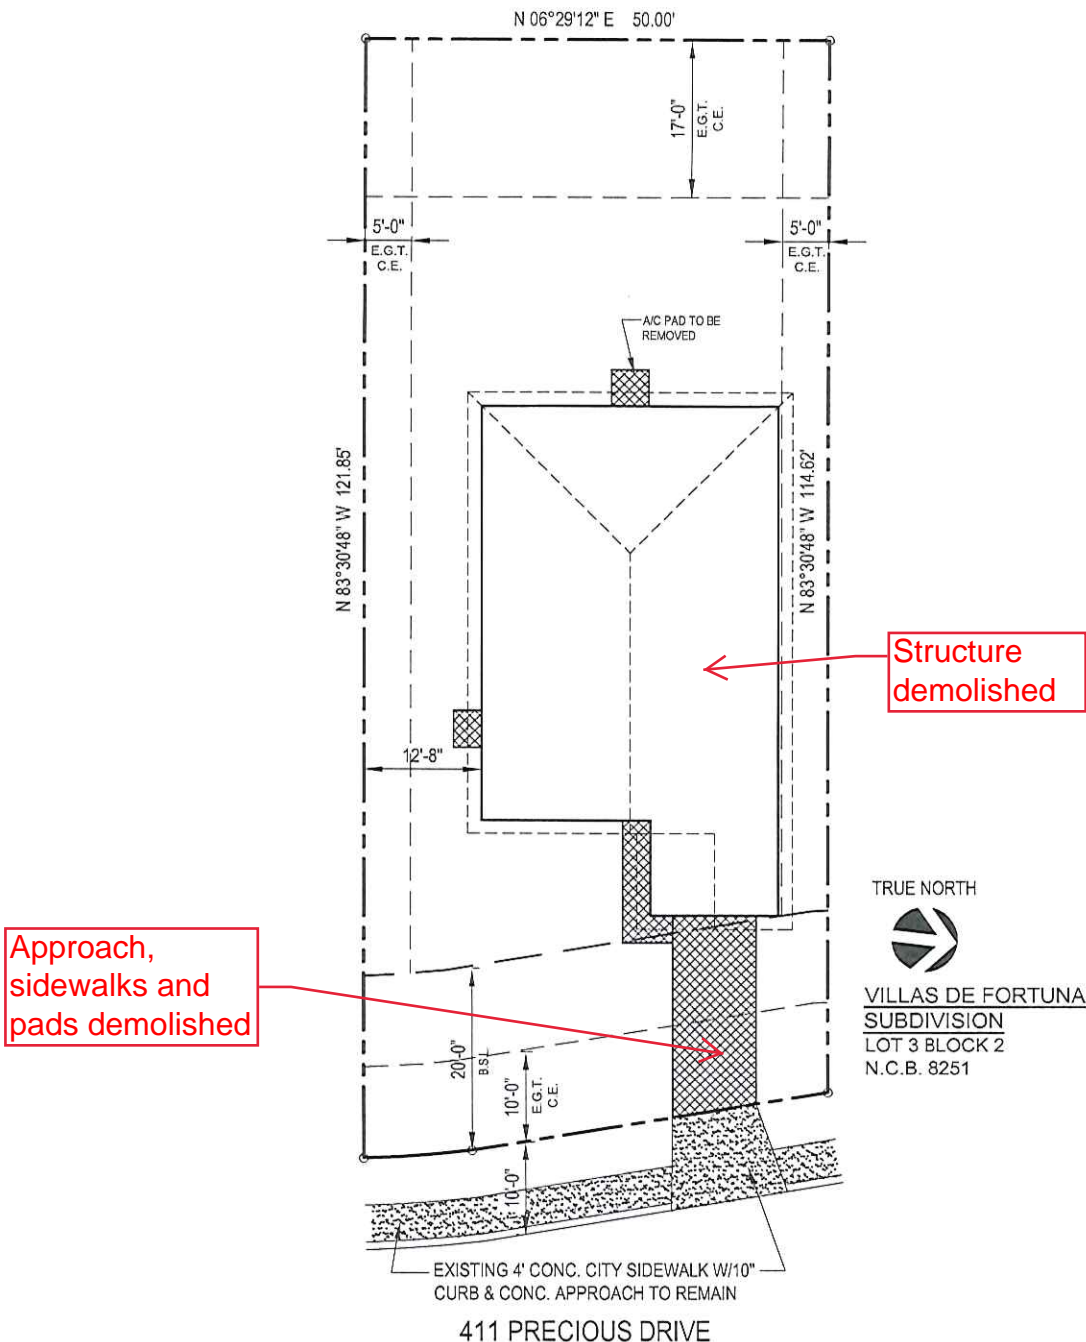 N 06°29'12" E 50.00'
17'-0"
E.G.T.
C.E.
5'-0"
E.G.T.
C.E.
5'-0"
E.G.T.
C.E.
A/C PAD TO BE
REMOVED
N 83°30'48" W 121.85'
N 83°30'48" W 114.62'
Structure
demolished
12'-8"
TRUE NORTH
Approach,
sidewalks and
pads demolished
VILLAS DE FORTUNA
SUBDIVISION
LOT 3 BLOCK 2
N.C.B. 8251
20'-0"
B.S.L.
10'-0"
E.G.T.
C.E.
10'-0"
EXISTING 4' CONC. CITY SIDEWALK W/10"
CURB & CONC. APPROACH TO REMAIN
411 PRECIOUS DRIVE